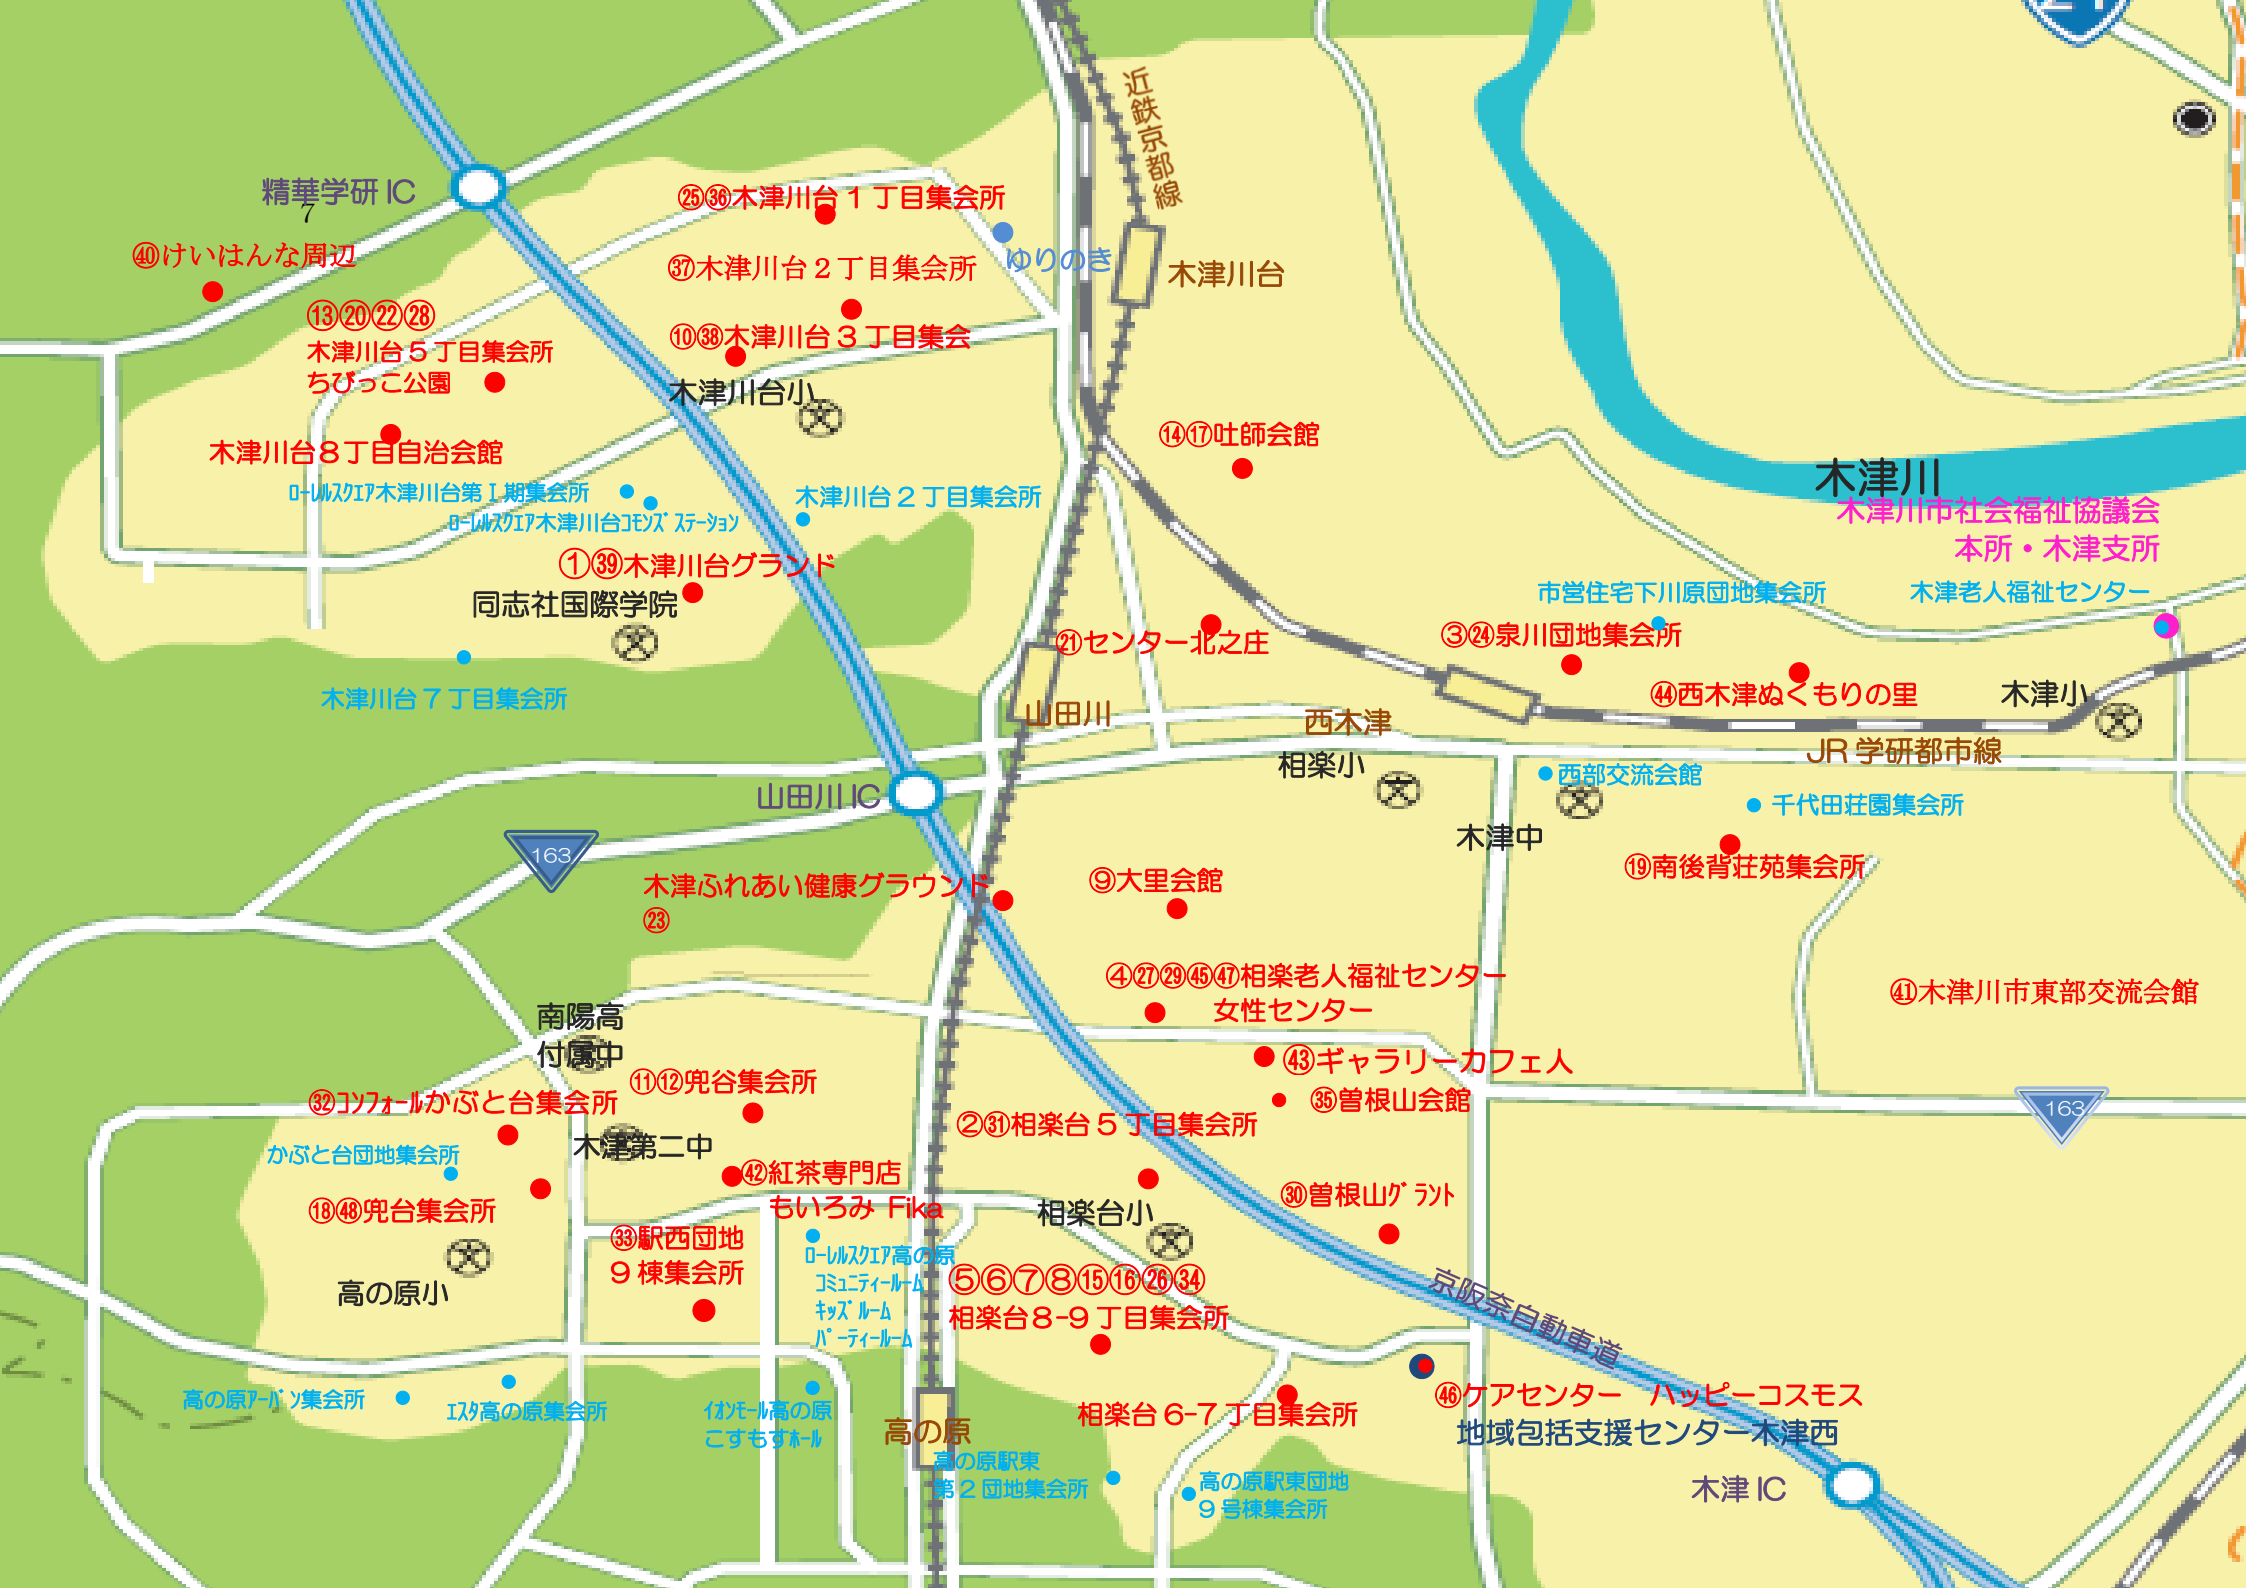 近鉄京都線
精華学研IC
7
㉕㊱木津川台1丁目集会所
ゆりのき
㊵けいはんな周辺
㊲木津川台2丁目集会所
木津川台
⑬⑳㉒㉘
木津川台5丁目集会所
ちびっこ公園
⑩㊳木津川台3丁目集会
木津川台小
木津川台8丁目自治会館
⑭⑰吐師会館
木津川
ﾛｰﾚﾙｽｸｴｱ木津川台第Ⅰ期集会所
木津川台2丁目集会所
ﾛｰﾚﾙｽｸｴｱ木津川台ｺﾓﾝｽﾞｽﾃｰｼｮﾝ
木津川市社会福祉協議会
本所・木津支所
①㊴木津川台グランド
同志社国際学院
市営住宅下川原団地集会所
木津老人福祉センター
㉑センター北之庄
③㉔泉川団地集会所
木津川台7丁目集会所
㊹西木津ぬくもりの里
木津小
山田川
西木津
JR学研都市線
相楽小
西部交流会館
山田川IC
千代田荘園集会所
木津中
163
⑲南後背荘苑集会所
木津ふれあい健康グラウンド
㉓
⑨大里会館
④㉗㉙㊺㊼相楽老人福祉センター
女性センター
㊶木津川市東部交流会館
南陽高
付属中
㊸ギャラリーカフェ人
⑪⑫兜谷集会所
㉟曽根山会館
163
㉜ｺﾝﾌｫｰﾙかぶと台集会所
②㉛相楽台5丁目集会所
木津第二中
かぶと台団地集会所
㊷紅茶専門店
もいろみ Fika
㉚曽根山ｸﾞﾗﾝﾄ
⑱㊽兜台集会所
相楽台小
㉝駅西団地
9棟集会所
ﾛｰﾚﾙｽｸｴｱ高の原
ｺﾐｭﾆﾃｨｰﾙｰﾑ
ｷｯｽﾞﾙｰﾑ
ﾊﾟｰﾃｨｰﾙｰﾑ
⑤⑥⑦⑧⑮⑯㉖㉞
相楽台8-9丁目集会所
高の原小
京阪奈自動車道
高の原ｱｰﾊﾞﾝ集会所
ｴｽﾀ高の原集会所
ｲｵﾝﾓｰﾙ高の原
こすもすﾎｰﾙ
高の原
相楽台6-7丁目集会所
㊻ケアセンター　ハッピーコスモス
地域包括支援センター木津西
高の原駅東
第2団地集会所
高の原駅東団地
9号棟集会所
木津IC